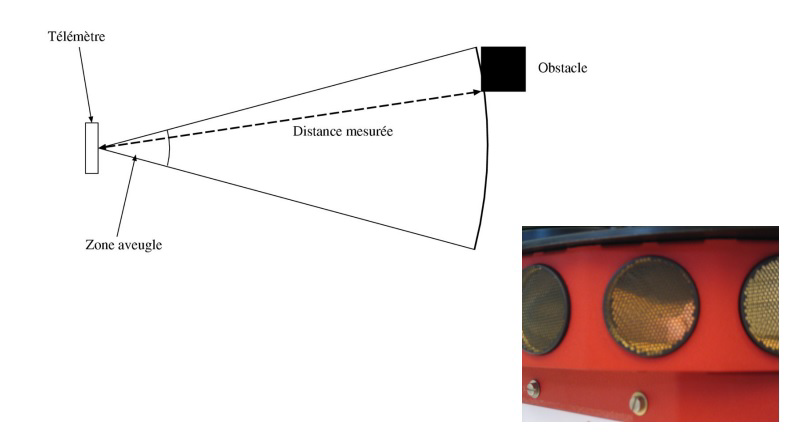 Télémètre
Obstacle
Distance mesurée
Zone aveugle